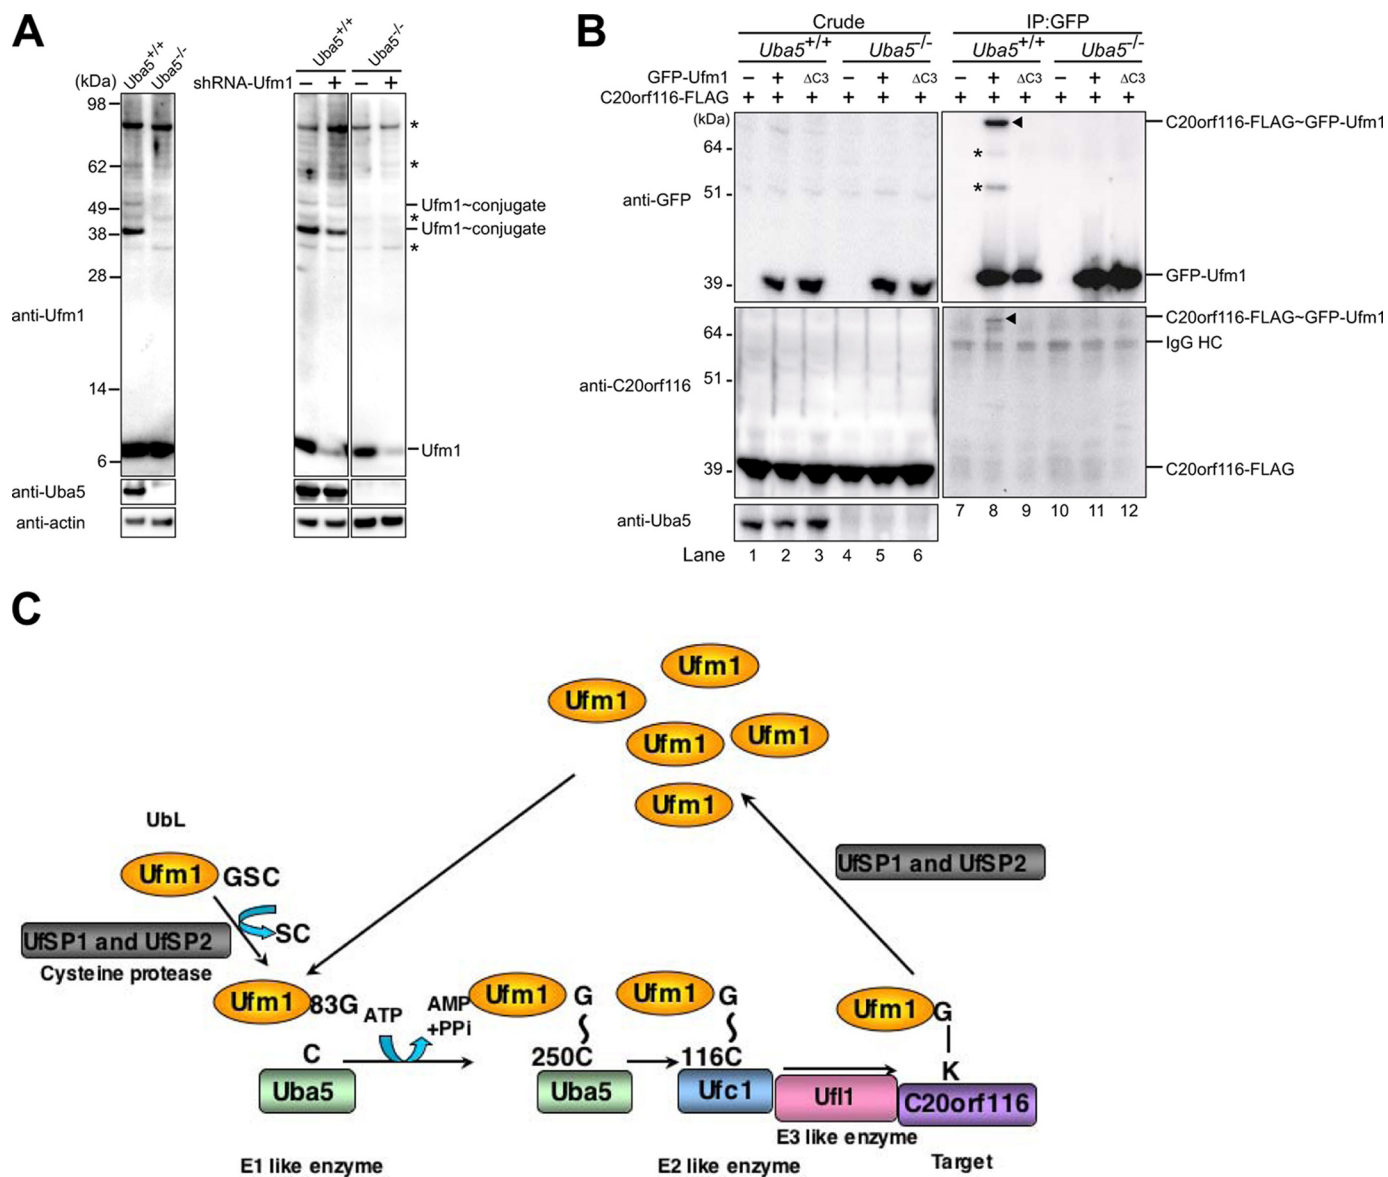 A
Uba5+/+
Uba5-/-
(kDa)
98
62
49
38
28
14
6
anti-Ufm1
anti-Uba5
anti-actin
Uba5+/+
Uba5-/-
shRNA-Ufm1 – + – +
*
*
Ufm1~conjugate
*
Ufm1~conjugate
*
Ufm1
B
Crude IP:GFP
Uba5+/+ Uba5-/- Uba5+/+ Uba5-/-
GFP-Ufm1 – + ΔC3 – + ΔC3 – + ΔC3 – + ΔC3
C20orf116-FLAG + + + + + + + + + + + +
(kDa)
64
51
39
anti-GFP
*
*
C20orf116-FLAG~GFP-Ufm1
GFP-Ufm1
64
51
39
anti-C20orf116
C20orf116-FLAG~GFP-Ufm1
IgG HC
C20orf116-FLAG
7 8 9 10 11 12
anti-Uba5
Lane 1 2 3 4 5 6
C
Ufm1
Ufm1
Ufm1
Ufm1
Ufm1
UbL
Ufm1 GSC
SC
UfSP1 and UfSP2
Cysteine protease
UfSP1 and UfSP2
Ufm1 83G
ATP
AMP
+PPi
C
Uba5
Ufm1 G
250C
Uba5
Ufm1 G
116C
Ufc1
Ufl1
Ufm1 G
K
C20orf116
E1 like enzyme
E2 like enzyme
E3 like enzyme
Target